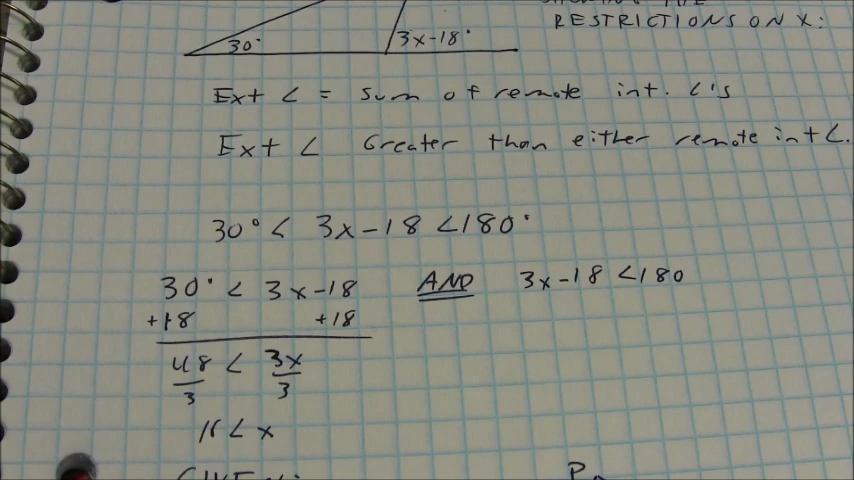 RESTRICTIONS ON X:
30°
3x-18°
Ext ∠ = Sum of remote int. ∠'s
Ext ∠ Greater than either remote int ∠.
30° < 3x-18 < 180°
30° < 3x-18 AND 3x-18 < 180
+18 +18
48 < 3x
3 3
16 < x
GIVEN: